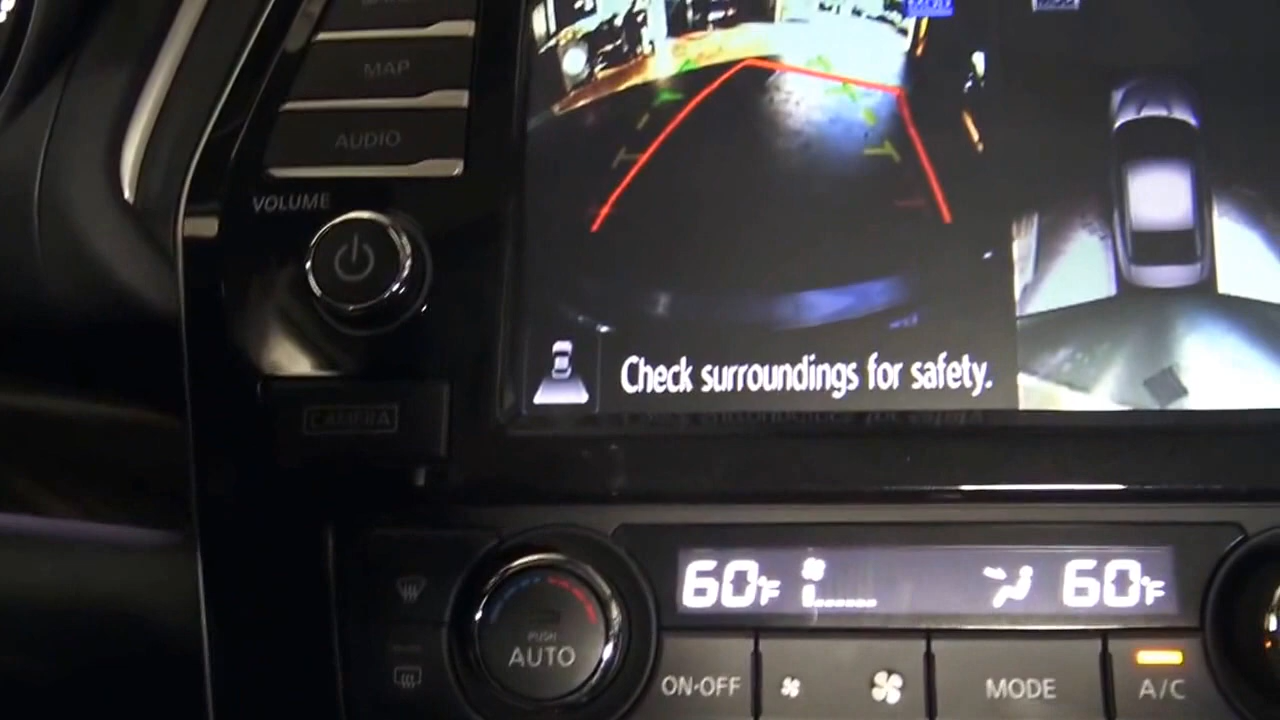 MAP
AUDIO
VOLUME
Check surroundings for safety.
CAMERA
60°F
60°F
PUSH
AUTO
ON·OFF
MODE
A/C